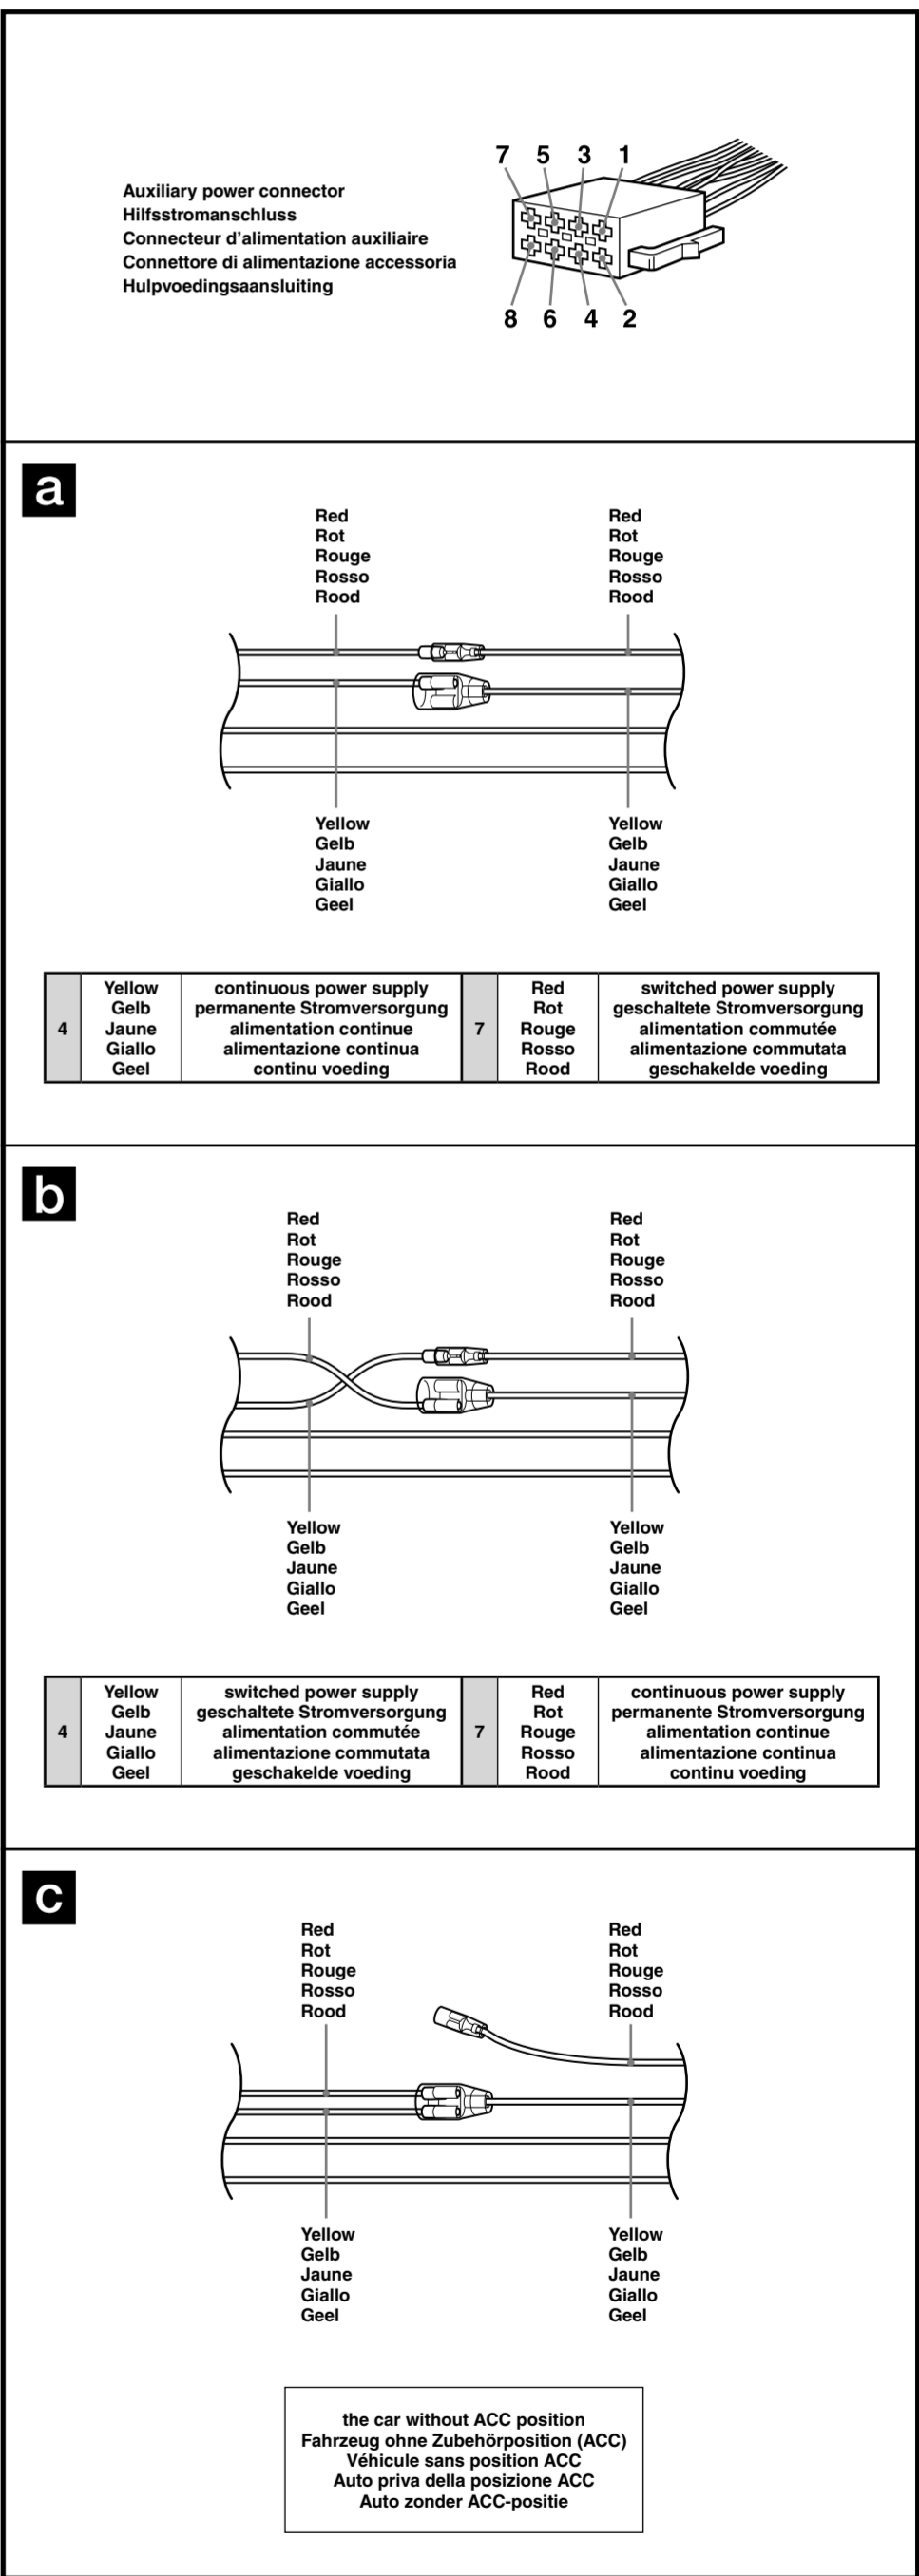 7 5 3 1
Auxiliary power connector
Hilfsstromanschluss
Connecteur d'alimentation auxiliaire
Connettore di alimentazione accessoria
Hulpvoedingsaansluiting
8 6 4 2
a
Red Red
Rot Rot
Rouge Rouge
Rosso Rosso
Rood Rood
Yellow Yellow
Gelb Gelb
Jaune Jaune
Giallo Giallo
Geel Geel
4
Yellow
Gelb
Jaune
Giallo
Geel
continuous power supply
permanente Stromversorgung
alimentation continue
alimentazione continua
continu voeding
7
Red
Rot
Rouge
Rosso
Rood
switched power supply
geschaltete Stromversorgung
alimentation commutée
alimentazione commutata
geschakelde voeding
b
Red Red
Rot Rot
Rouge Rouge
Rosso Rosso
Rood Rood
Yellow Yellow
Gelb Gelb
Jaune Jaune
Giallo Giallo
Geel Geel
4
Yellow
Gelb
Jaune
Giallo
Geel
switched power supply
geschaltete Stromversorgung
alimentation commutée
alimentazione commutata
geschakelde voeding
7
Red
Rot
Rouge
Rosso
Rood
continuous power supply
permanente Stromversorgung
alimentation continue
alimentazione continua
continu voeding
c
Red Red
Rot Rot
Rouge Rouge
Rosso Rosso
Rood Rood
Yellow Yellow
Gelb Gelb
Jaune Jaune
Giallo Giallo
Geel Geel
the car without ACC position
Fahrzeug ohne Zubehörposition (ACC)
Véhicule sans position ACC
Auto priva della posizione ACC
Auto zonder ACC-positie